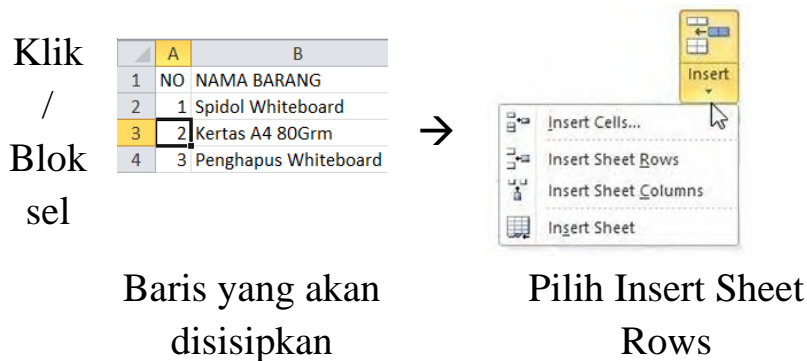 Klik
/
Blok
sel
A B
1 NO NAMA BARANG
2 1 Spidol Whiteboard
3 2 Kertas A4 80Grm
4 3 Penghapus Whiteboard
→
Insert
Insert Cells...
Insert Sheet Rows
Insert Sheet Columns
Insert Sheet
Baris yang akan
disisipkan
Pilih Insert Sheet
Rows